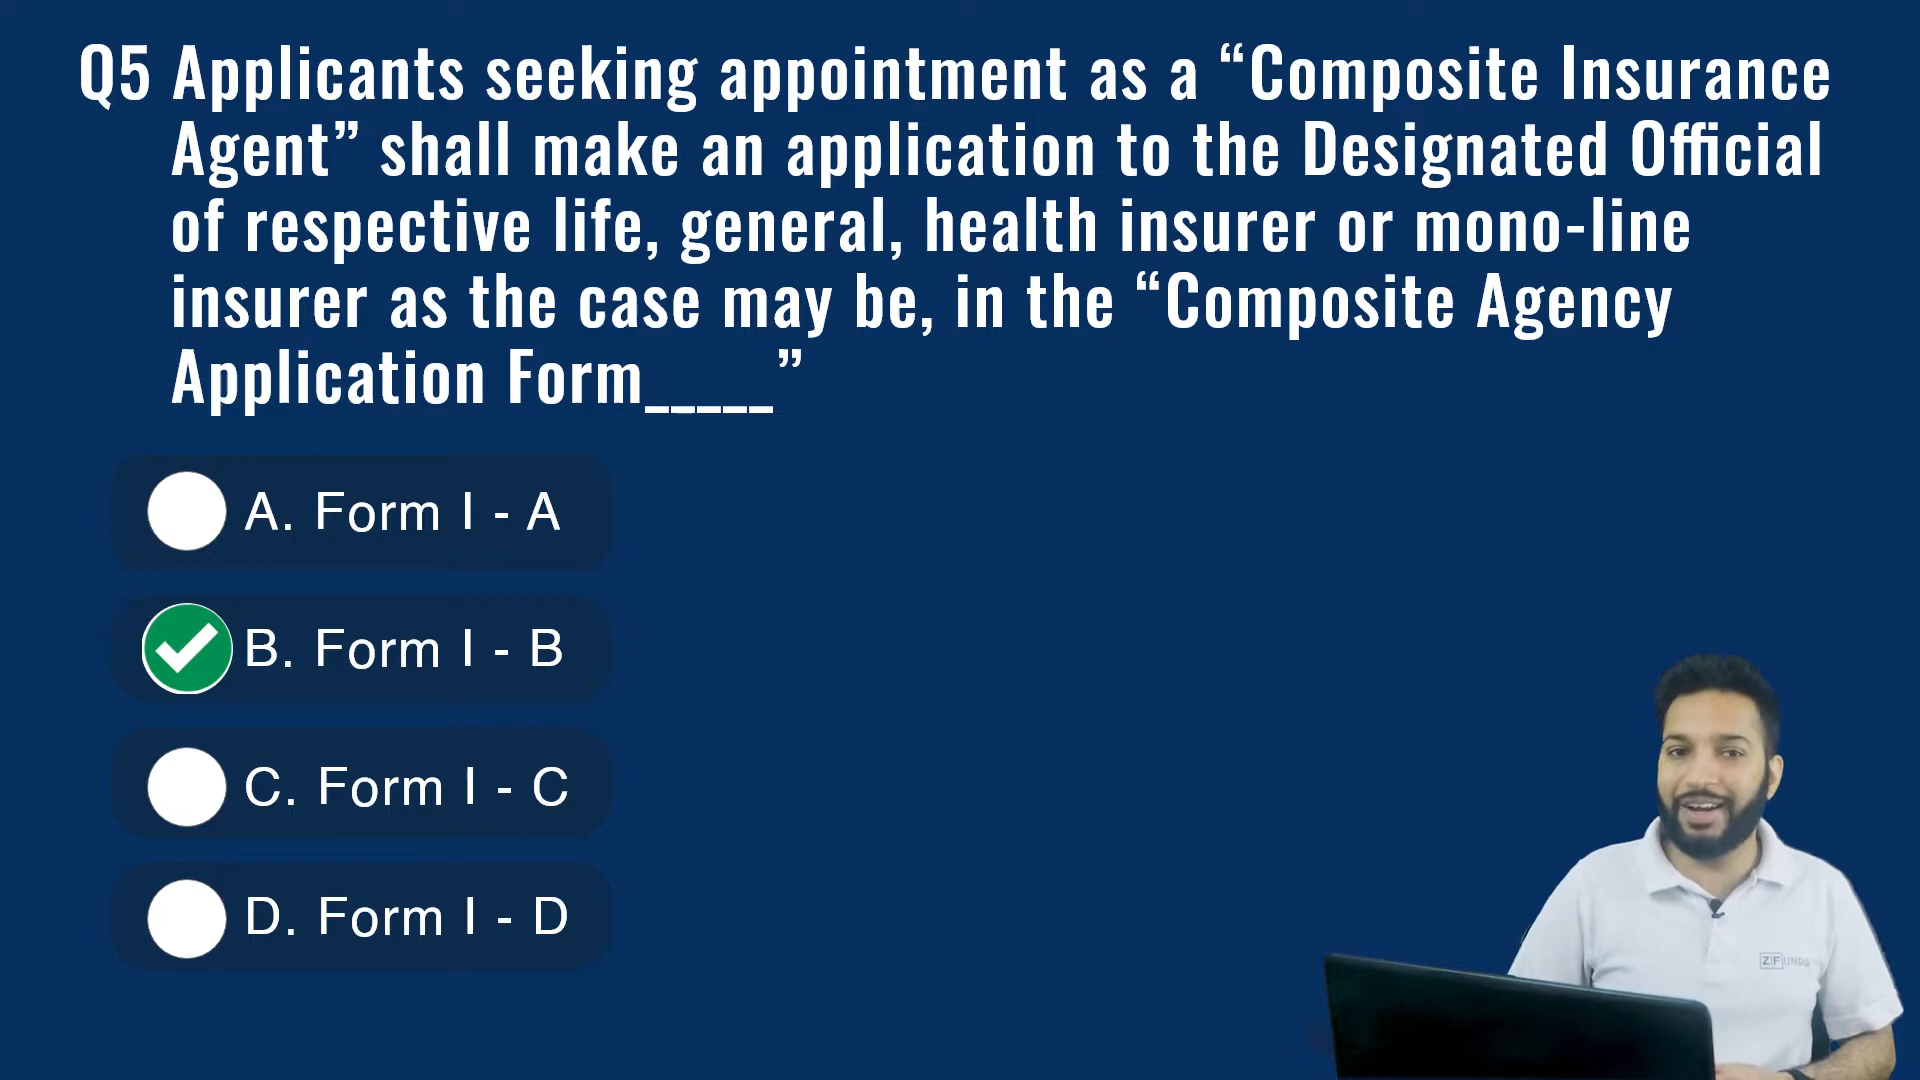 Q5 Applicants seeking appointment as a “Composite Insurance
Agent” shall make an application to the Designated Official
of respective life, general, health insurer or mono-line
insurer as the case may be, in the “Composite Agency
Application Form_____”
A. Form I - A
B. Form I - B
C. Form I - C
D. Form I - D
ZFUNDS